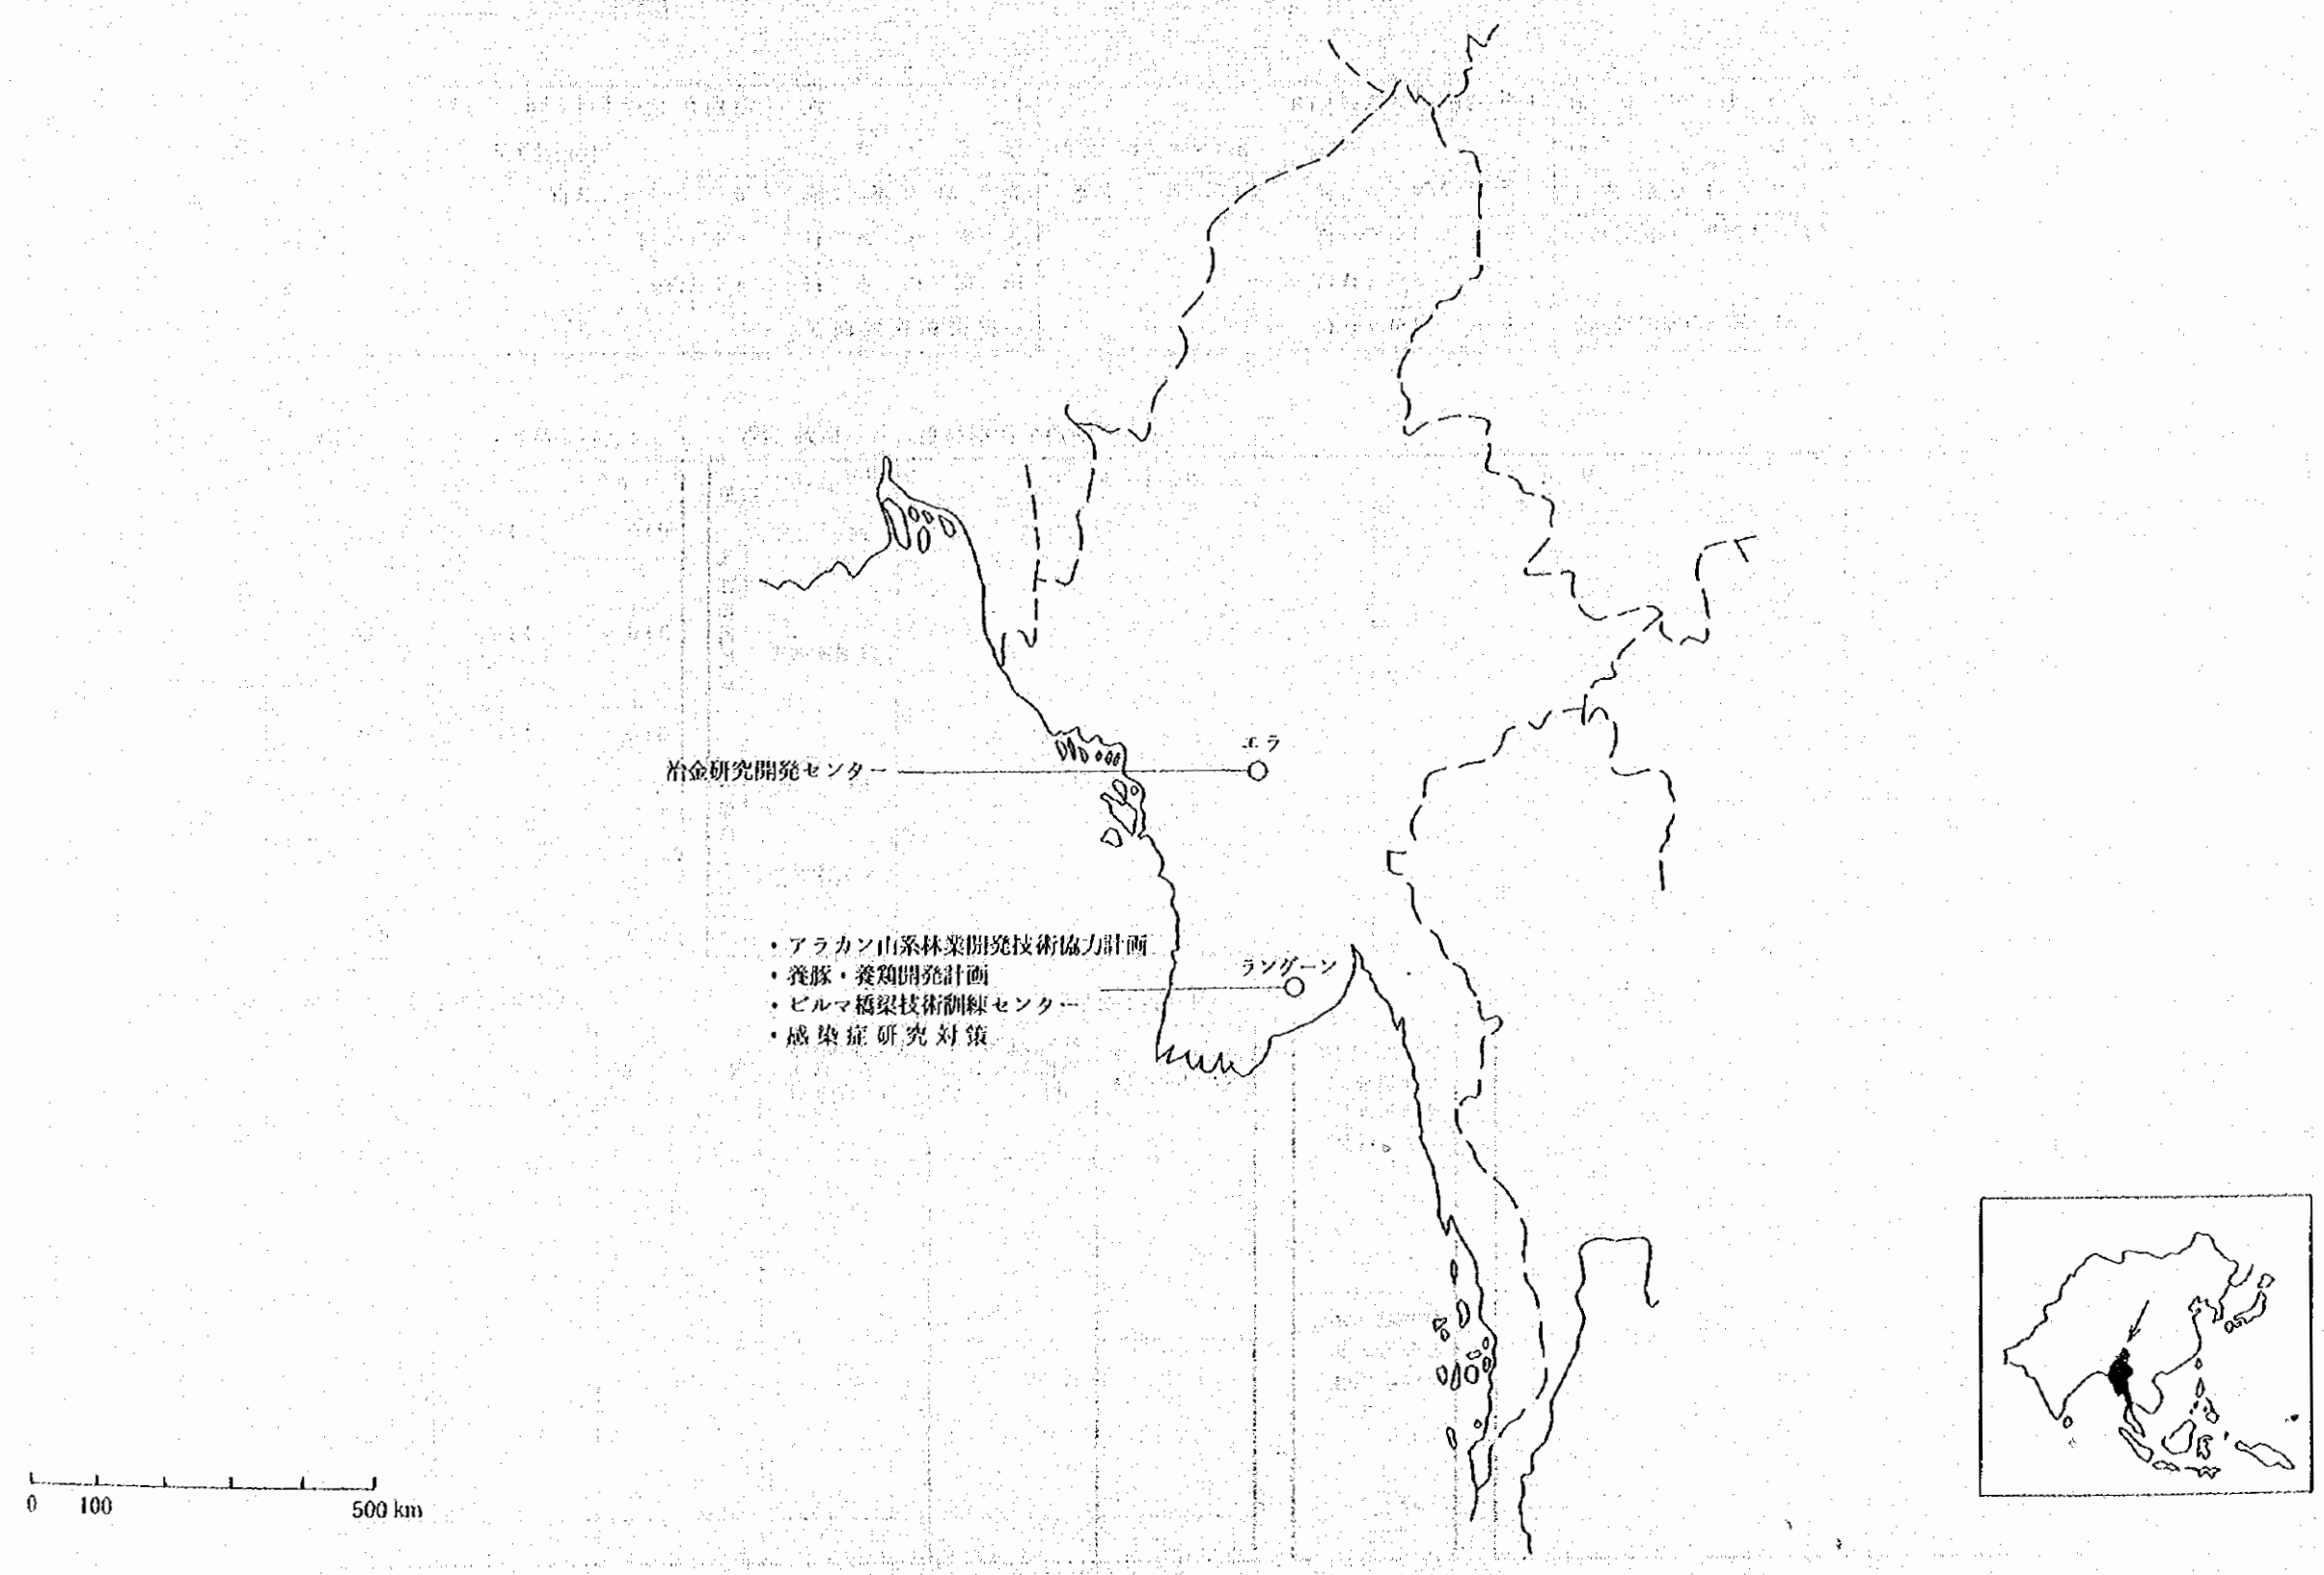 エラ
冶金研究開発センター
・アラカン山系林業開発技術協力計画
・養豚・養鶏開発計画
・ビルマ橋梁技術訓練センター
・感染症研究対策
ラングーン
0 100 500 km